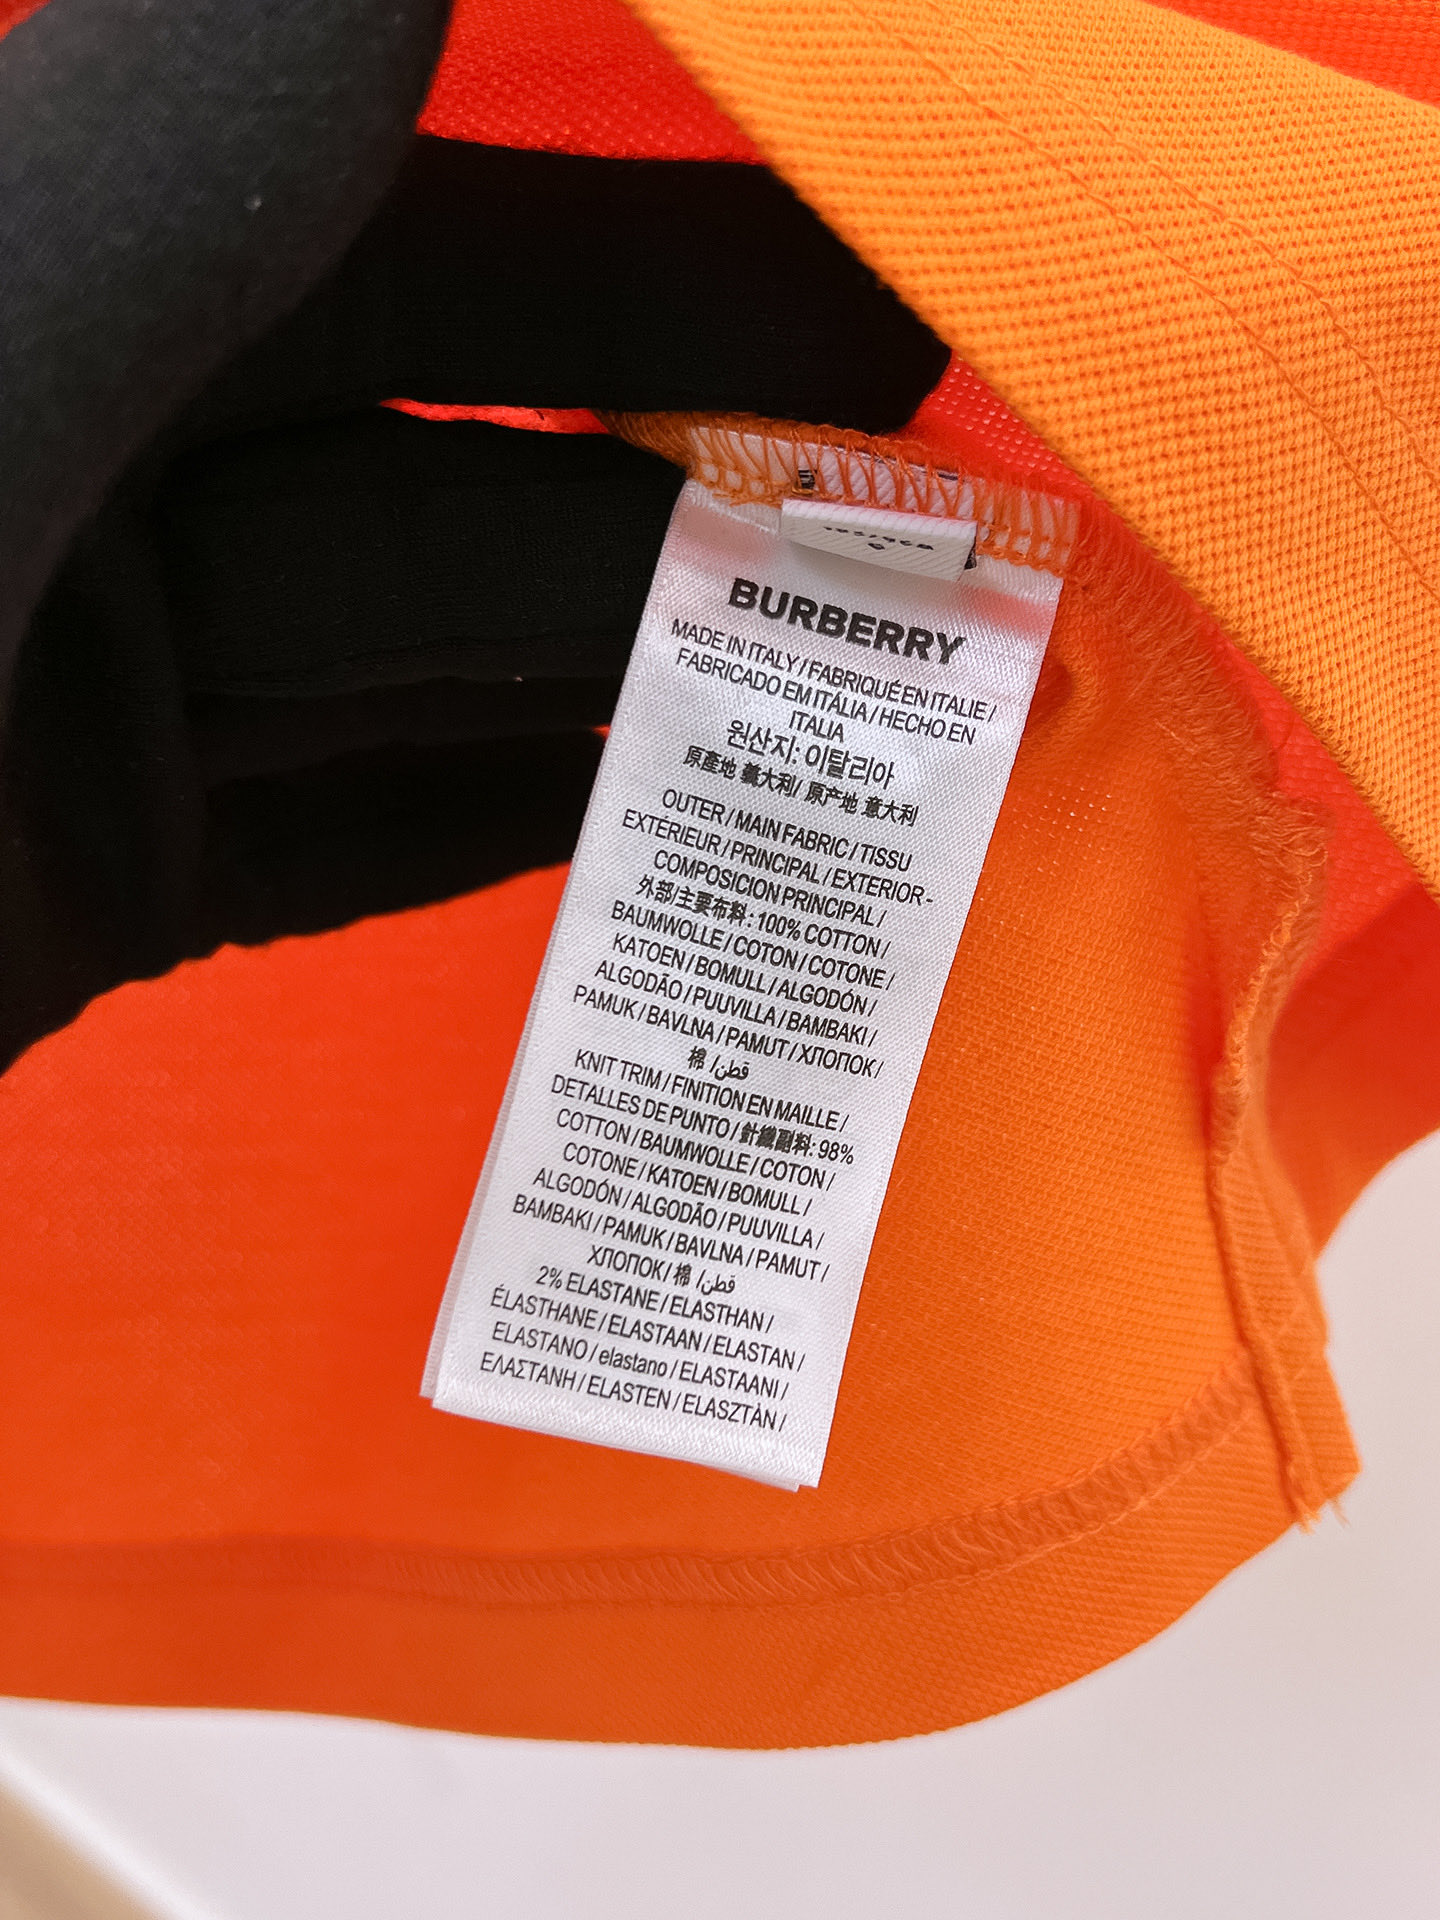 BURBERRY
MADE IN ITALY / FABRIQUÉ EN ITALIE /
FABRICADO EM ITÁLIA / HECHO EN
ITALIA
원산지: 이탈리아
原產地 義大利/ 原产地 意大利
OUTER / MAIN FABRIC / TISSU
EXTÉRIEUR / PRINCIPAL / EXTERIOR -
COMPOSICION PRINCIPAL /
外部/主要布料: 100% COTTON /
BAUMWOLLE / COTON / COTONE /
KATOEN / BOMULL / ALGODÓN /
ALGODÃO / PUUVILLA / BAMBAKI /
PAMUK / BAVLNA / PAMUT / ХЛОПОК /
棉 / قطن
KNIT TRIM / FINITION EN MAILLE /
DETALLES DE PUNTO / 針織副料: 98%
COTTON / BAUMWOLLE / COTON /
COTONE / KATOEN / BOMULL /
ALGODÓN / ALGODÃO / PUUVILLA /
BAMBAKI / PAMUK / BAVLNA / PAMUT /
ХЛОПОК / 棉 / قطن
2% ELASTANE / ELASTHAN /
ÉLASTHANE / ELASTAAN / ELASTAN /
ELASTANO / elastano / ELASTAANI /
ΕΛΑΣΤΑΝΗ / ELASTEN / ELASZTÁN /